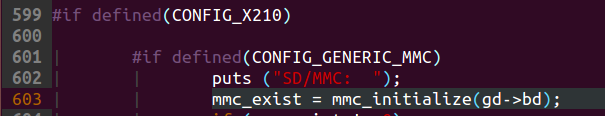 599 #if defined(CONFIG_X210)
600
601 #if defined(CONFIG_GENERIC_MMC)
602 puts ("SD/MMC:  ");
603 mmc_exist = mmc_initialize(gd->bd);